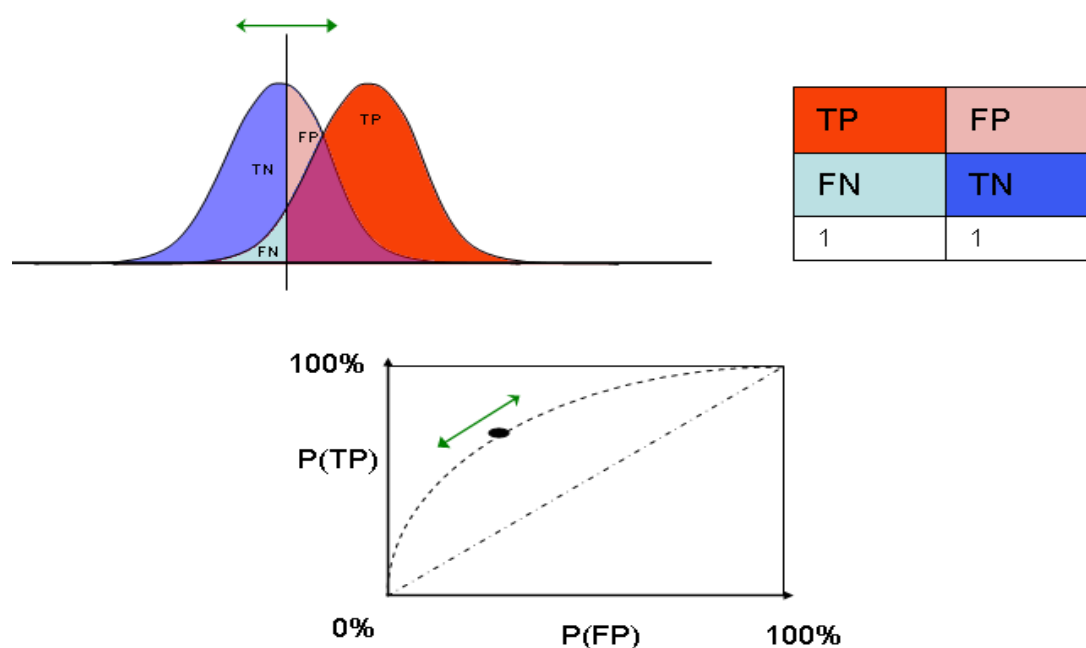 TP
FP
TN
FN
TP FP
FN TN
1 1
100%
P(TP)
0% P(FP) 100%